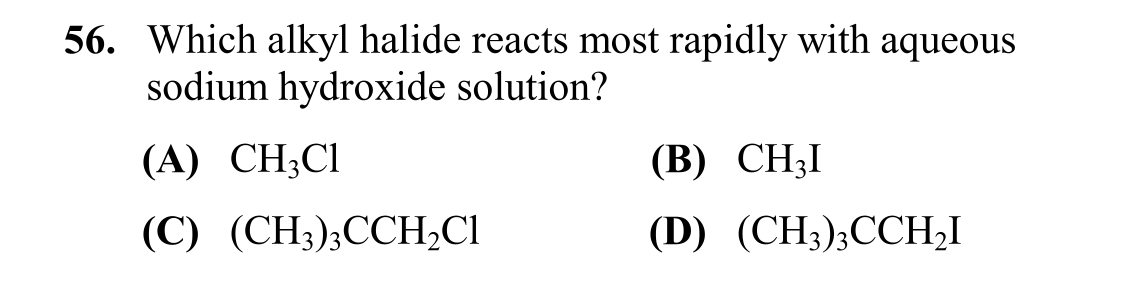 56. Which alkyl halide reacts most rapidly with aqueous
sodium hydroxide solution?
(A) CH₃Cl (B) CH₃I
(C) (CH₃)₃CCH₂Cl (D) (CH₃)₃CCH₂I